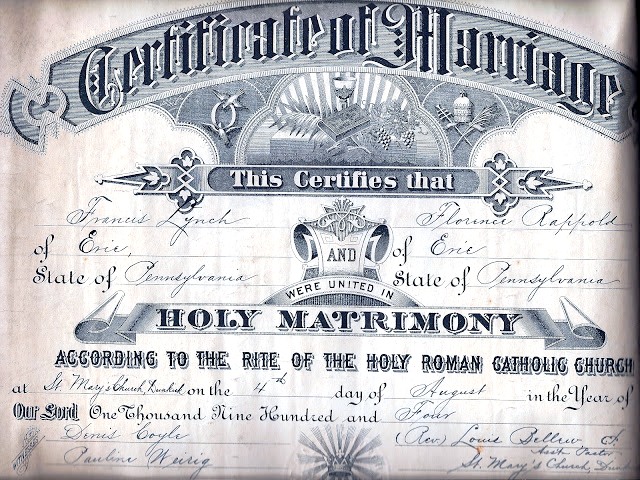 Certificate of Marriage
This Certifies that
Francis Lynch
Florence Rappold
of Erie,
AND
of Erie
State of Pennsylvania
State of Pennsylvania
WERE UNITED IN
HOLY MATRIMONY
ACCORDING TO THE RITE OF THE HOLY ROMAN CATHOLIC CHURCH
at St. Mary's Church, on the 4th day of August in the Year of
Our Lord One Thousand Nine Hundred and Four
Denis Coyle (Rev.) Louis Bellew
Asst Pastor
Pauline Weirig St. Mary's Church,